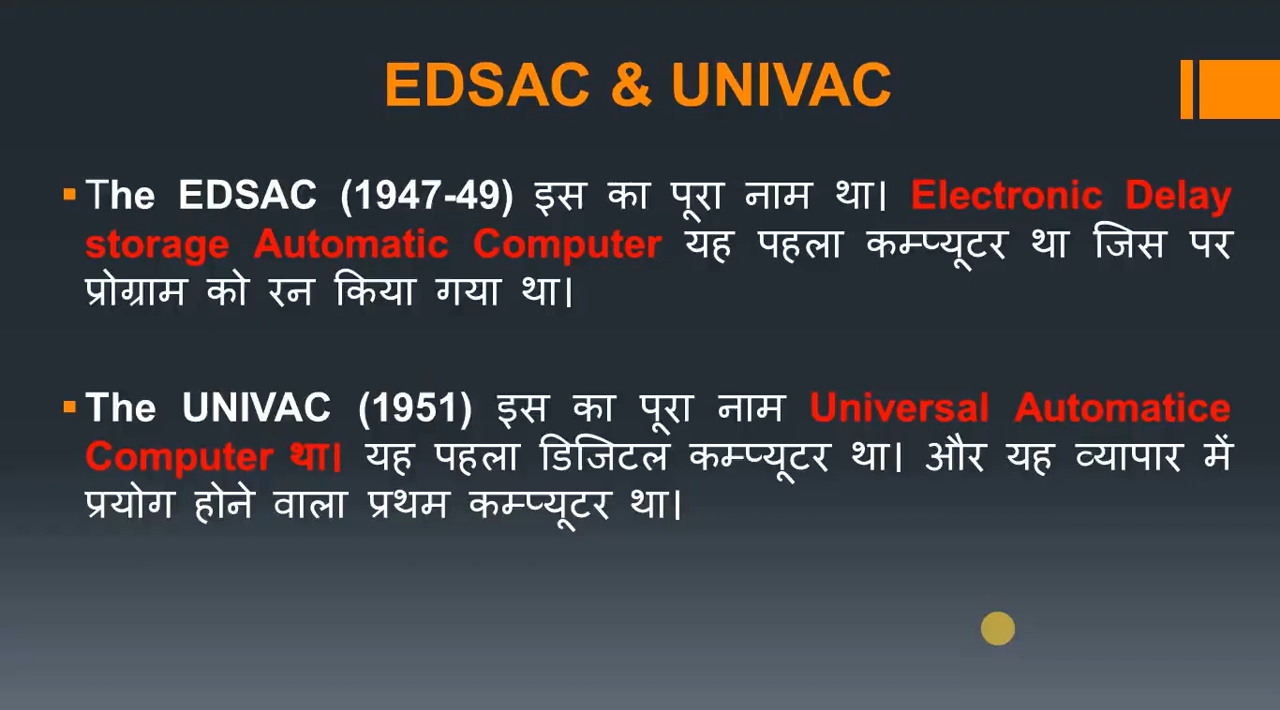 EDSAC & UNIVAC
The EDSAC (1947-49) इस का पूरा नाम था। Electronic Delay
storage Automatic Computer यह पहला कम्प्यूटर था जिस पर
प्रोग्राम को रन किया गया था।
The UNIVAC (1951) इस का पूरा नाम Universal Automatice
Computer था। यह पहला डिजिटल कम्प्यूटर था। और यह व्यापार में
प्रयोग होने वाला प्रथम कम्प्यूटर था।